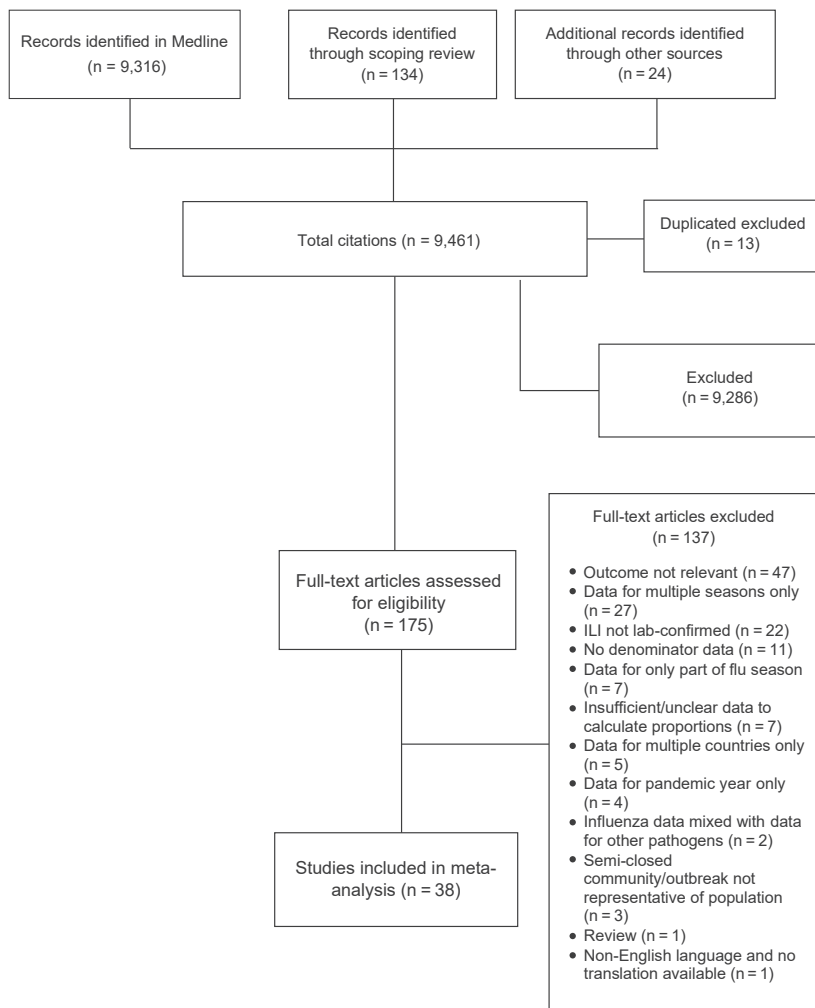 Records identified in Medline
(n = 9,316)
Records identified
through scoping review
(n = 134)
Additional records identified
through other sources
(n = 24)
Total citations (n = 9,461)
Duplicated excluded
(n = 13)
Excluded
(n = 9,286)
Full-text articles assessed
for eligibility
(n = 175)
Full-text articles excluded
(n = 137)
• Outcome not relevant (n = 47)
• Data for multiple seasons only
(n = 27)
• ILI not lab-confirmed (n = 22)
• No denominator data (n = 11)
• Data for only part of flu season
(n = 7)
• Insufficient/unclear data to
calculate proportions (n = 7)
• Data for multiple countries only
(n = 5)
• Data for pandemic year only
(n = 4)
• Influenza data mixed with data
for other pathogens (n = 2)
• Semi-closed
community/outbreak not
representative of population
(n = 3)
• Review (n = 1)
• Non-English language and no
translation available (n = 1)
Studies included in meta-
analysis (n = 38)